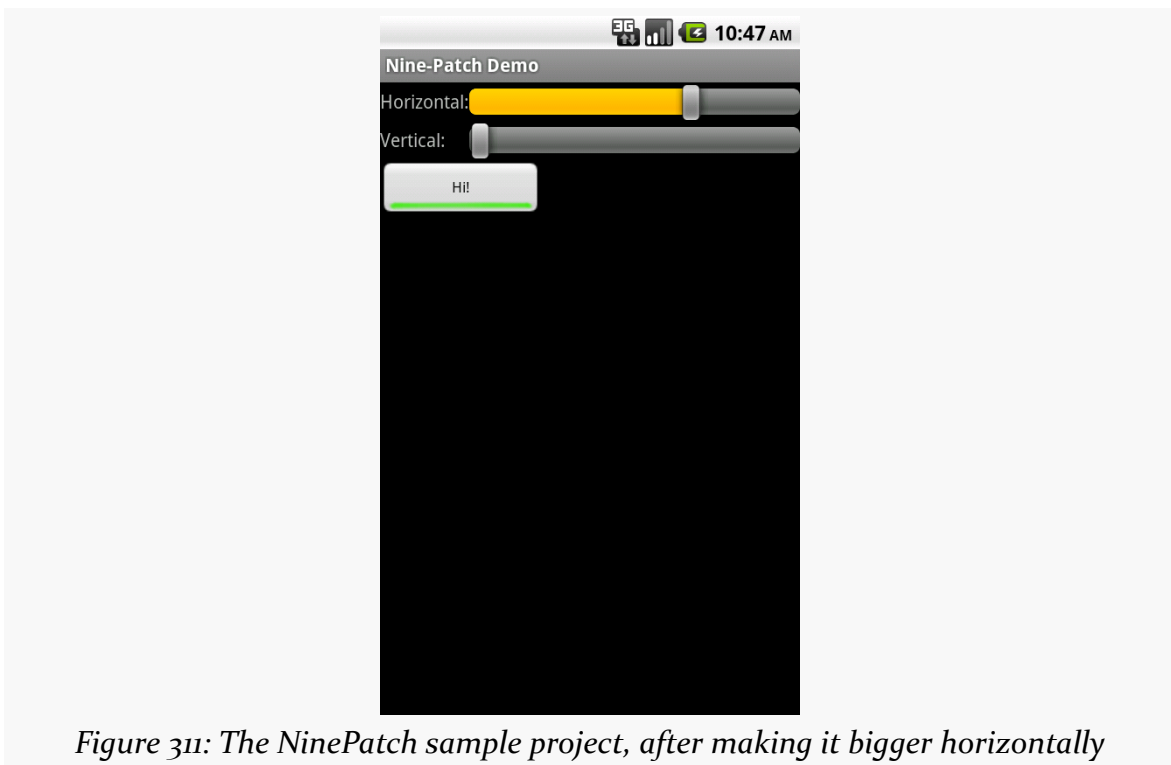 3G 10:47 AM
Nine-Patch Demo
Horizontal:
Vertical:
Hi!
Figure 311: The NinePatch sample project, after making it bigger horizontally